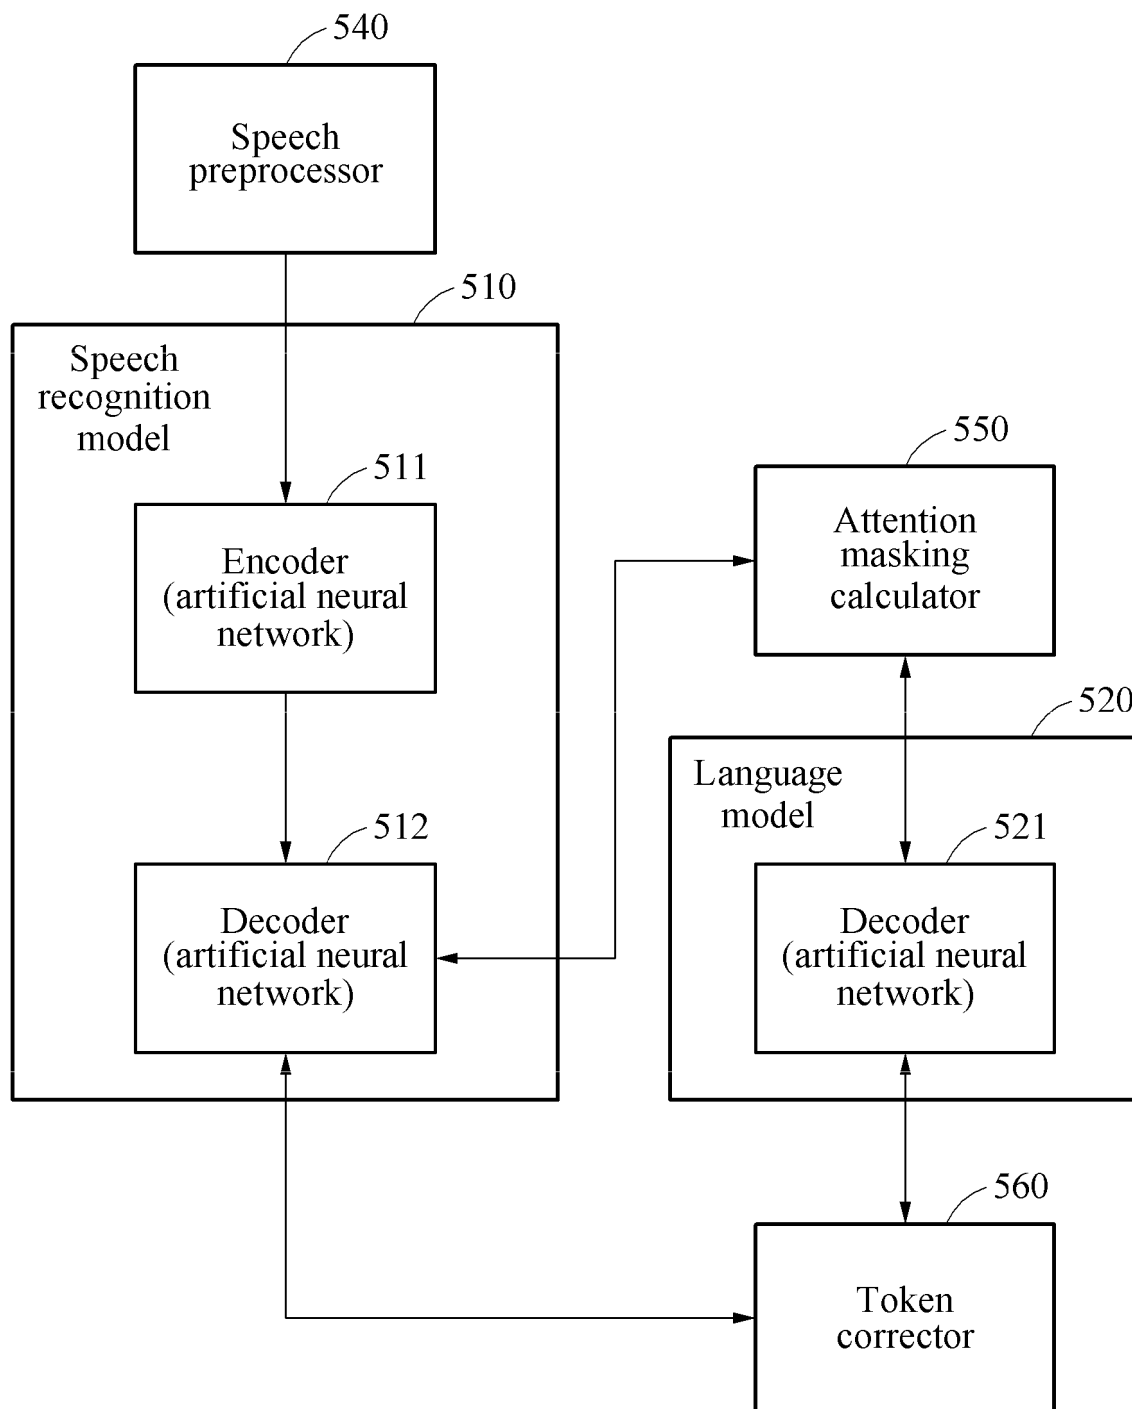 540
Speech
preprocessor
510
Speech
recognition
model
511
Encoder
(artificial neural
network)
550
Attention
masking
calculator
520
Language
model
512
Decoder
(artificial neural
network)
521
Decoder
(artificial neural
network)
560
Token
corrector